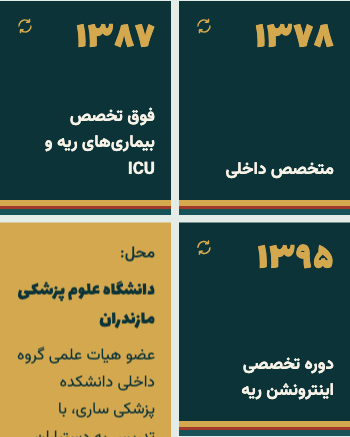 ۱۳۷۸
متخصص داخلی
۱۳۸۷
فوق تخصص
بیماری‌های ریه و
ICU
۱۳۹۵
دوره تخصصی
اینترونشن ریه
محل:
دانشگاه علوم پزشکی
مازندران
عضو هیات علمی گروه
داخلی دانشکده
پزشکی ساری، با